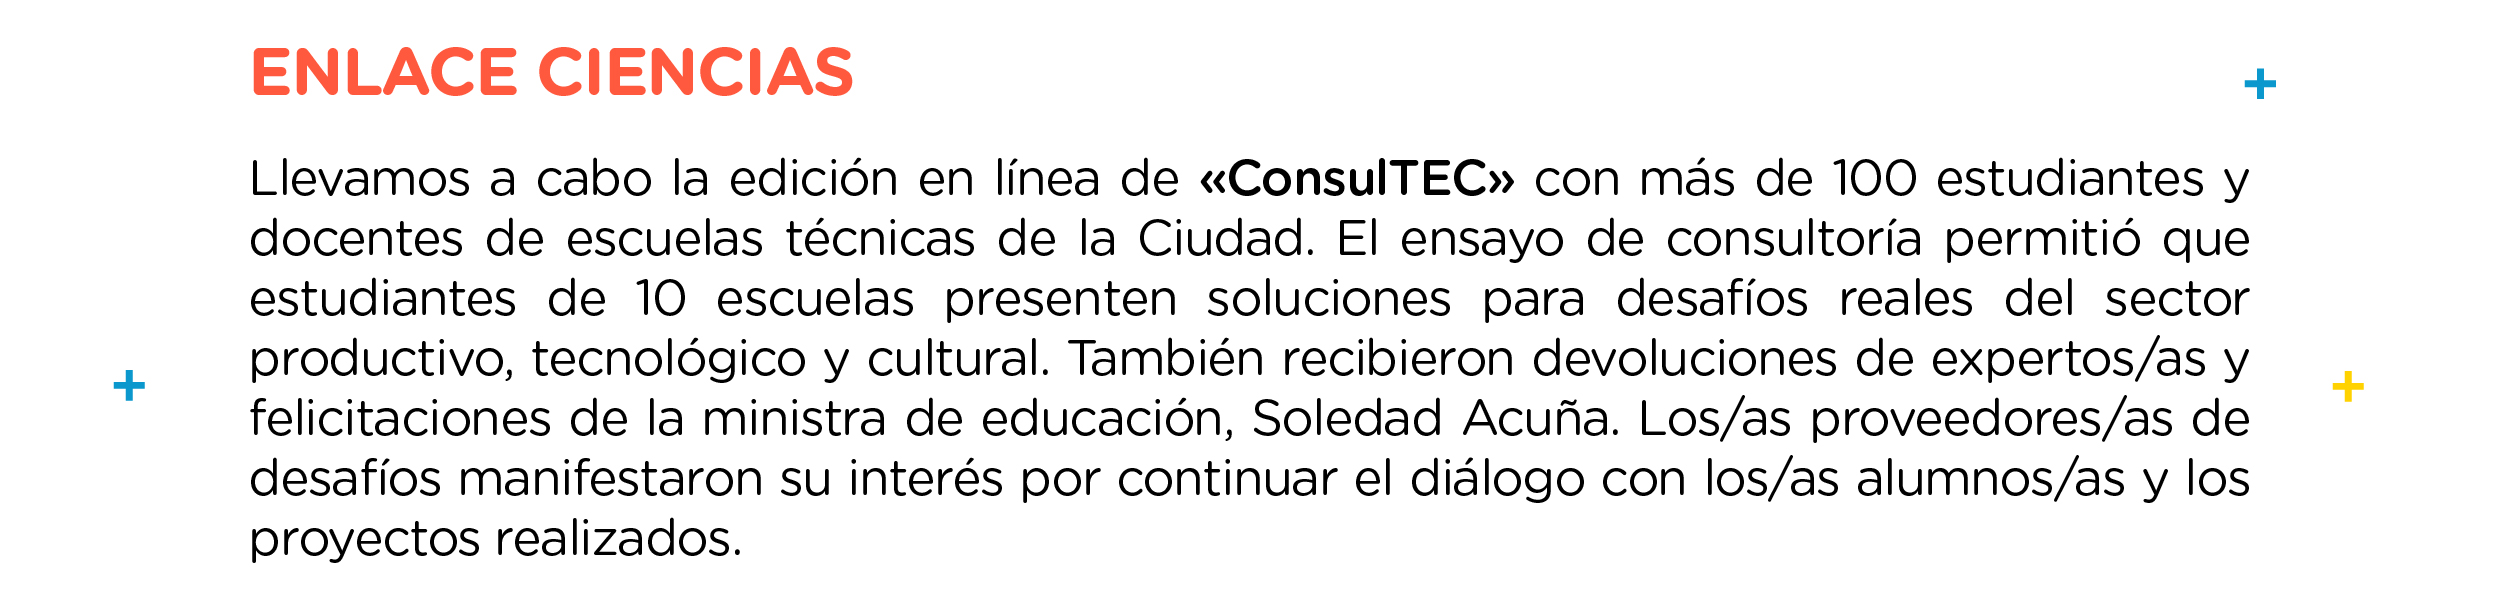 ENLACE CIENCIAS
Llevamos a cabo la edición en línea de «ConsulTEC» con más de 100 estudiantes y
docentes de escuelas técnicas de la Ciudad. El ensayo de consultoría permitió que
estudiantes de 10 escuelas presenten soluciones para desafíos reales del sector
productivo, tecnológico y cultural. También recibieron devoluciones de expertos/as y
felicitaciones de la ministra de educación, Soledad Acuña. Los/as proveedores/as de
desafíos manifestaron su interés por continuar el diálogo con los/as alumnos/as y los
proyectos realizados.